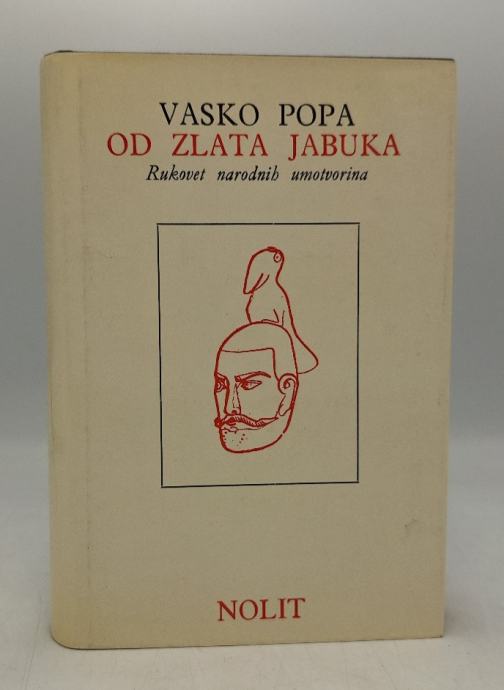 VASKO POPA
OD ZLATA JABUKA
Rukovet narodnih umotvorina
NOLIT